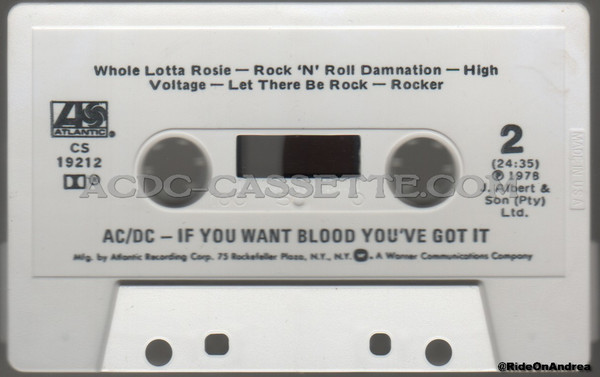 Whole Lotta Rosie — Rock ‘N’ Roll Damnation — High
Voltage — Let There Be Rock — Rocker
ATLANTIC
CS
19212
2
(24:35)
℗ 1978
J. Albert &
Son (Pty)
Ltd.
ACDC-CASSETTE.COM
MADE IN U.S.A.
AC/DC — IF YOU WANT BLOOD YOU'VE GOT IT
Mfg. by Atlantic Recording Corp. 75 Rockefeller Plaza, N.Y., N.Y. A Warner Communications Company
@RideOnAndrea